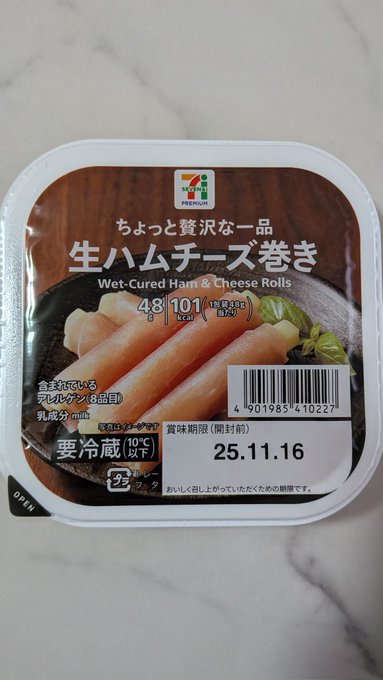 7
SEVEN&i
PREMIUM
ちょっと贅沢な一品
生ハムチーズ巻き
Wet-Cured Ham & Cheese Rolls
48g 101kcal (1包装48g当たり)
含まれている
アレルゲン(8品目)
乳成分 milk
写真はイメージです
要冷蔵(10℃以下)
プラ トレー
フタ
OPEN
4 901985 410227
賞味期限(開封前)
25.11.16
おいしく召し上がっていただくための期限です。